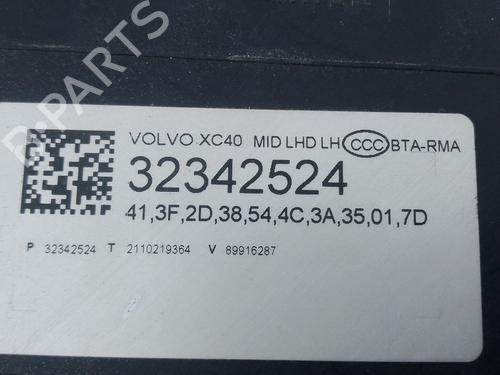 B-PARTS
VOLVO XC40 MID LHD LH CCC BTA-RMA
32342524
41,3F,2D,38,54,4C,3A,35,01,7D
P 32342524 T 2110219364 V 89916287